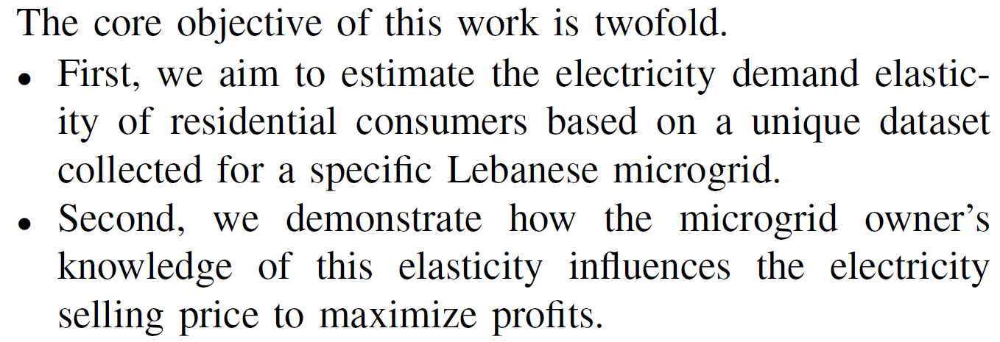 The core objective of this work is twofold.
• First, we aim to estimate the electricity demand elastic-
ity of residential consumers based on a unique dataset
collected for a specific Lebanese microgrid.
• Second, we demonstrate how the microgrid owner’s
knowledge of this elasticity influences the electricity
selling price to maximize profits.